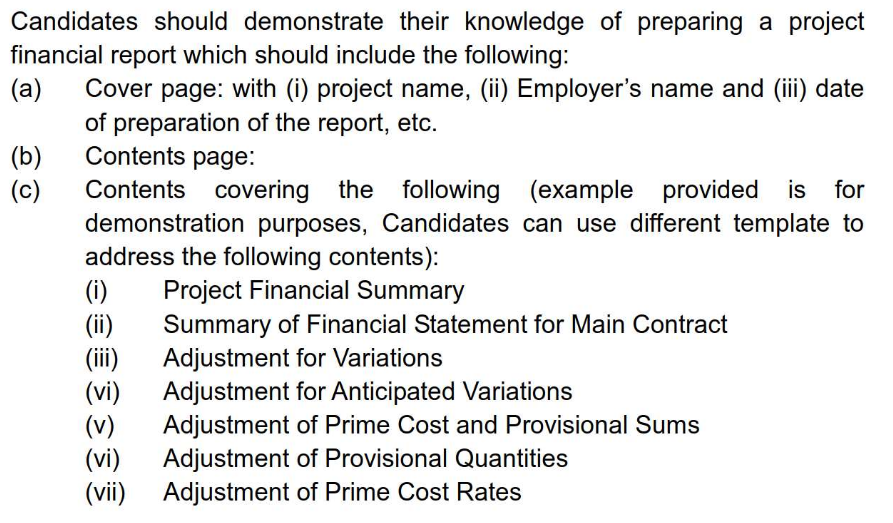 Candidates should demonstrate their knowledge of preparing a project
financial report which should include the following:
(a) Cover page: with (i) project name, (ii) Employer’s name and (iii) date
of preparation of the report, etc.
(b) Contents page:
(c) Contents covering the following (example provided is for
demonstration purposes, Candidates can use different template to
address the following contents):
(i) Project Financial Summary
(ii) Summary of Financial Statement for Main Contract
(iii) Adjustment for Variations
(vi) Adjustment for Anticipated Variations
(v) Adjustment of Prime Cost and Provisional Sums
(vi) Adjustment of Provisional Quantities
(vii) Adjustment of Prime Cost Rates